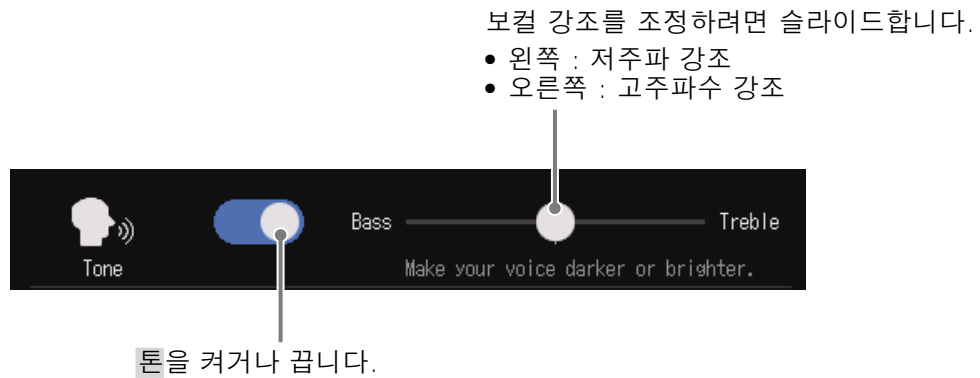 보컬 강조를 조정하려면 슬라이드합니다.
• 왼쪽 : 저주파 강조
• 오른쪽 : 고주파수 강조
Bass
Treble
Tone
Make your voice darker or brighter.
톤을 켜거나 끕니다.